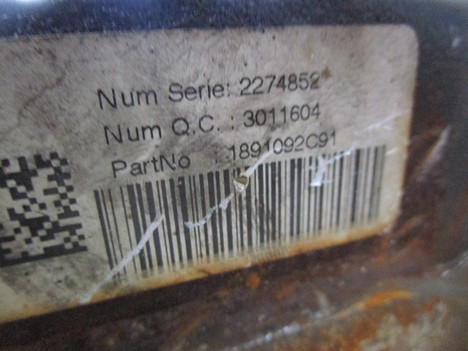 Num Serie: 2274852
Num Q.C. : 3011604
PartNo : 1891092C91